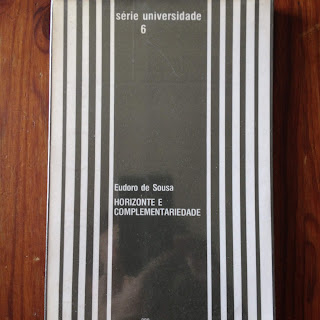 série universidade
6
Eudoro de Sousa
HORIZONTE E
COMPLEMENTARIEDADE